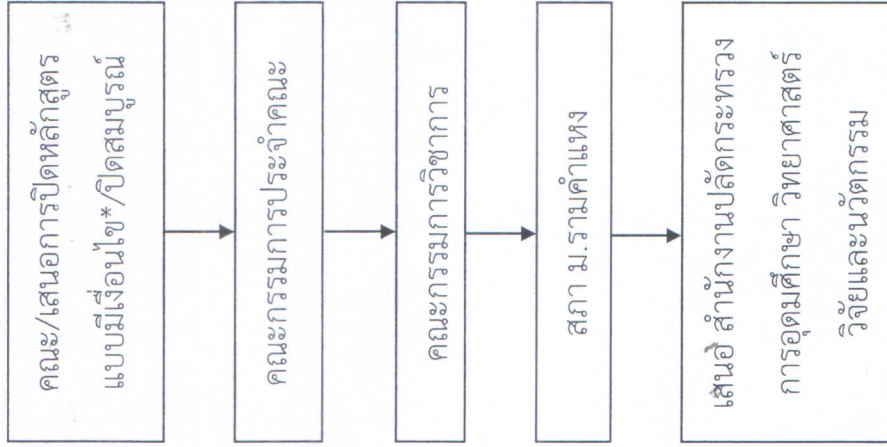 คณะ/เสนอการปิดหลักสูตร
แบบมีเงื่อนไข*/ปิดสมบูรณ์
คณะกรรมการประจำคณะ
คณะกรรมการวิชาการ
สภา ม.รามคำแหง
เสนอ สำนักงานปลัดกระทรวง
การอุดมศึกษา วิทยาศาสตร์
วิจัยและนวัตกรรม